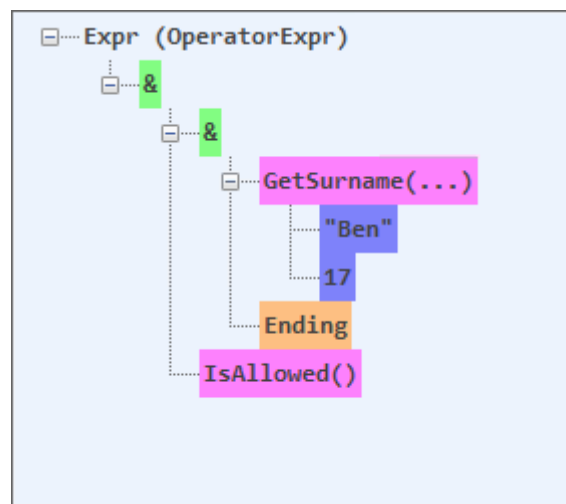 Expr (OperatorExpr)
&
&
GetSurname(...)
"Ben"
17
Ending
IsAllowed()